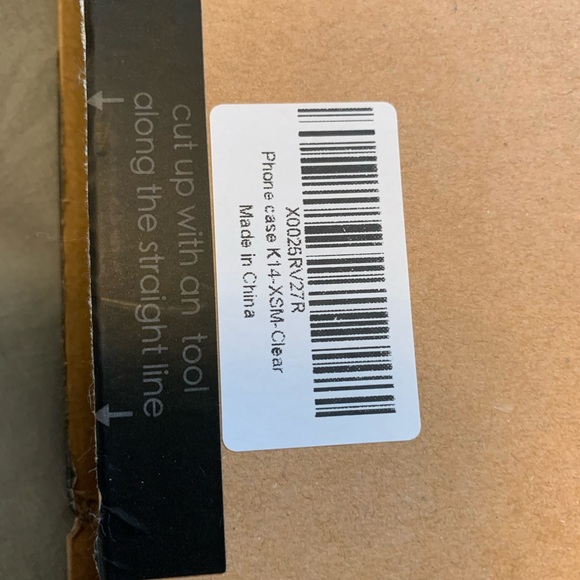 cut up with an tool
along the straight line
X0025RV27R
Phone case K14-XSM-Clear
Made in China